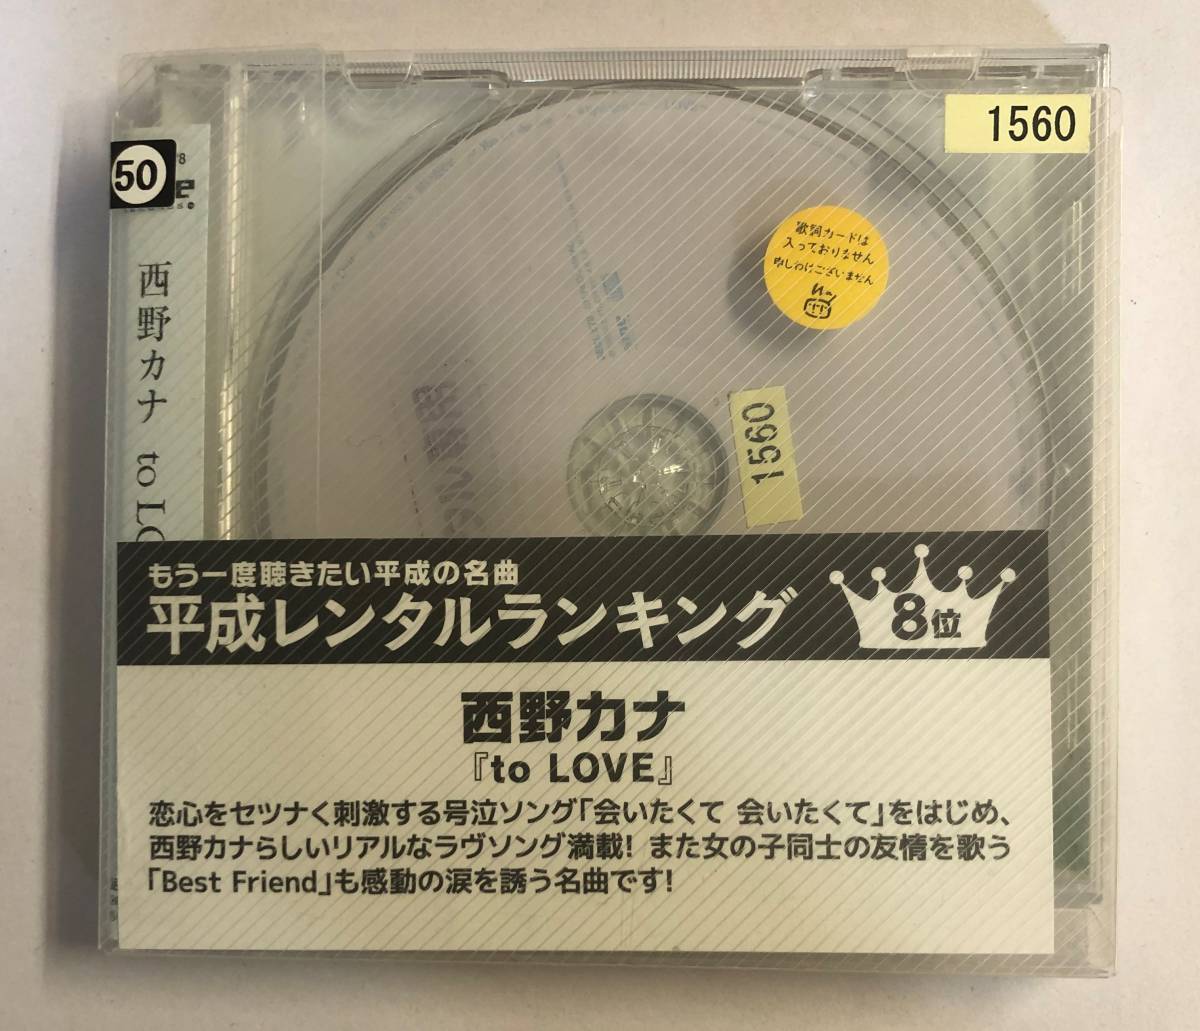 1560
50
西野カナ to LO
歌詞カードは
入っておりません
申しわけございません
1560
もう一度聴きたい平成の名曲
平成レンタルランキング
8位
西野カナ
『to LOVE』
恋心をセツナく刺激する号泣ソング「会いたくて 会いたくて」をはじめ、
西野カナらしいリアルなラヴソング満載! また女の子同士の友情を歌う
「Best Friend」も感動の涙を誘う名曲です!